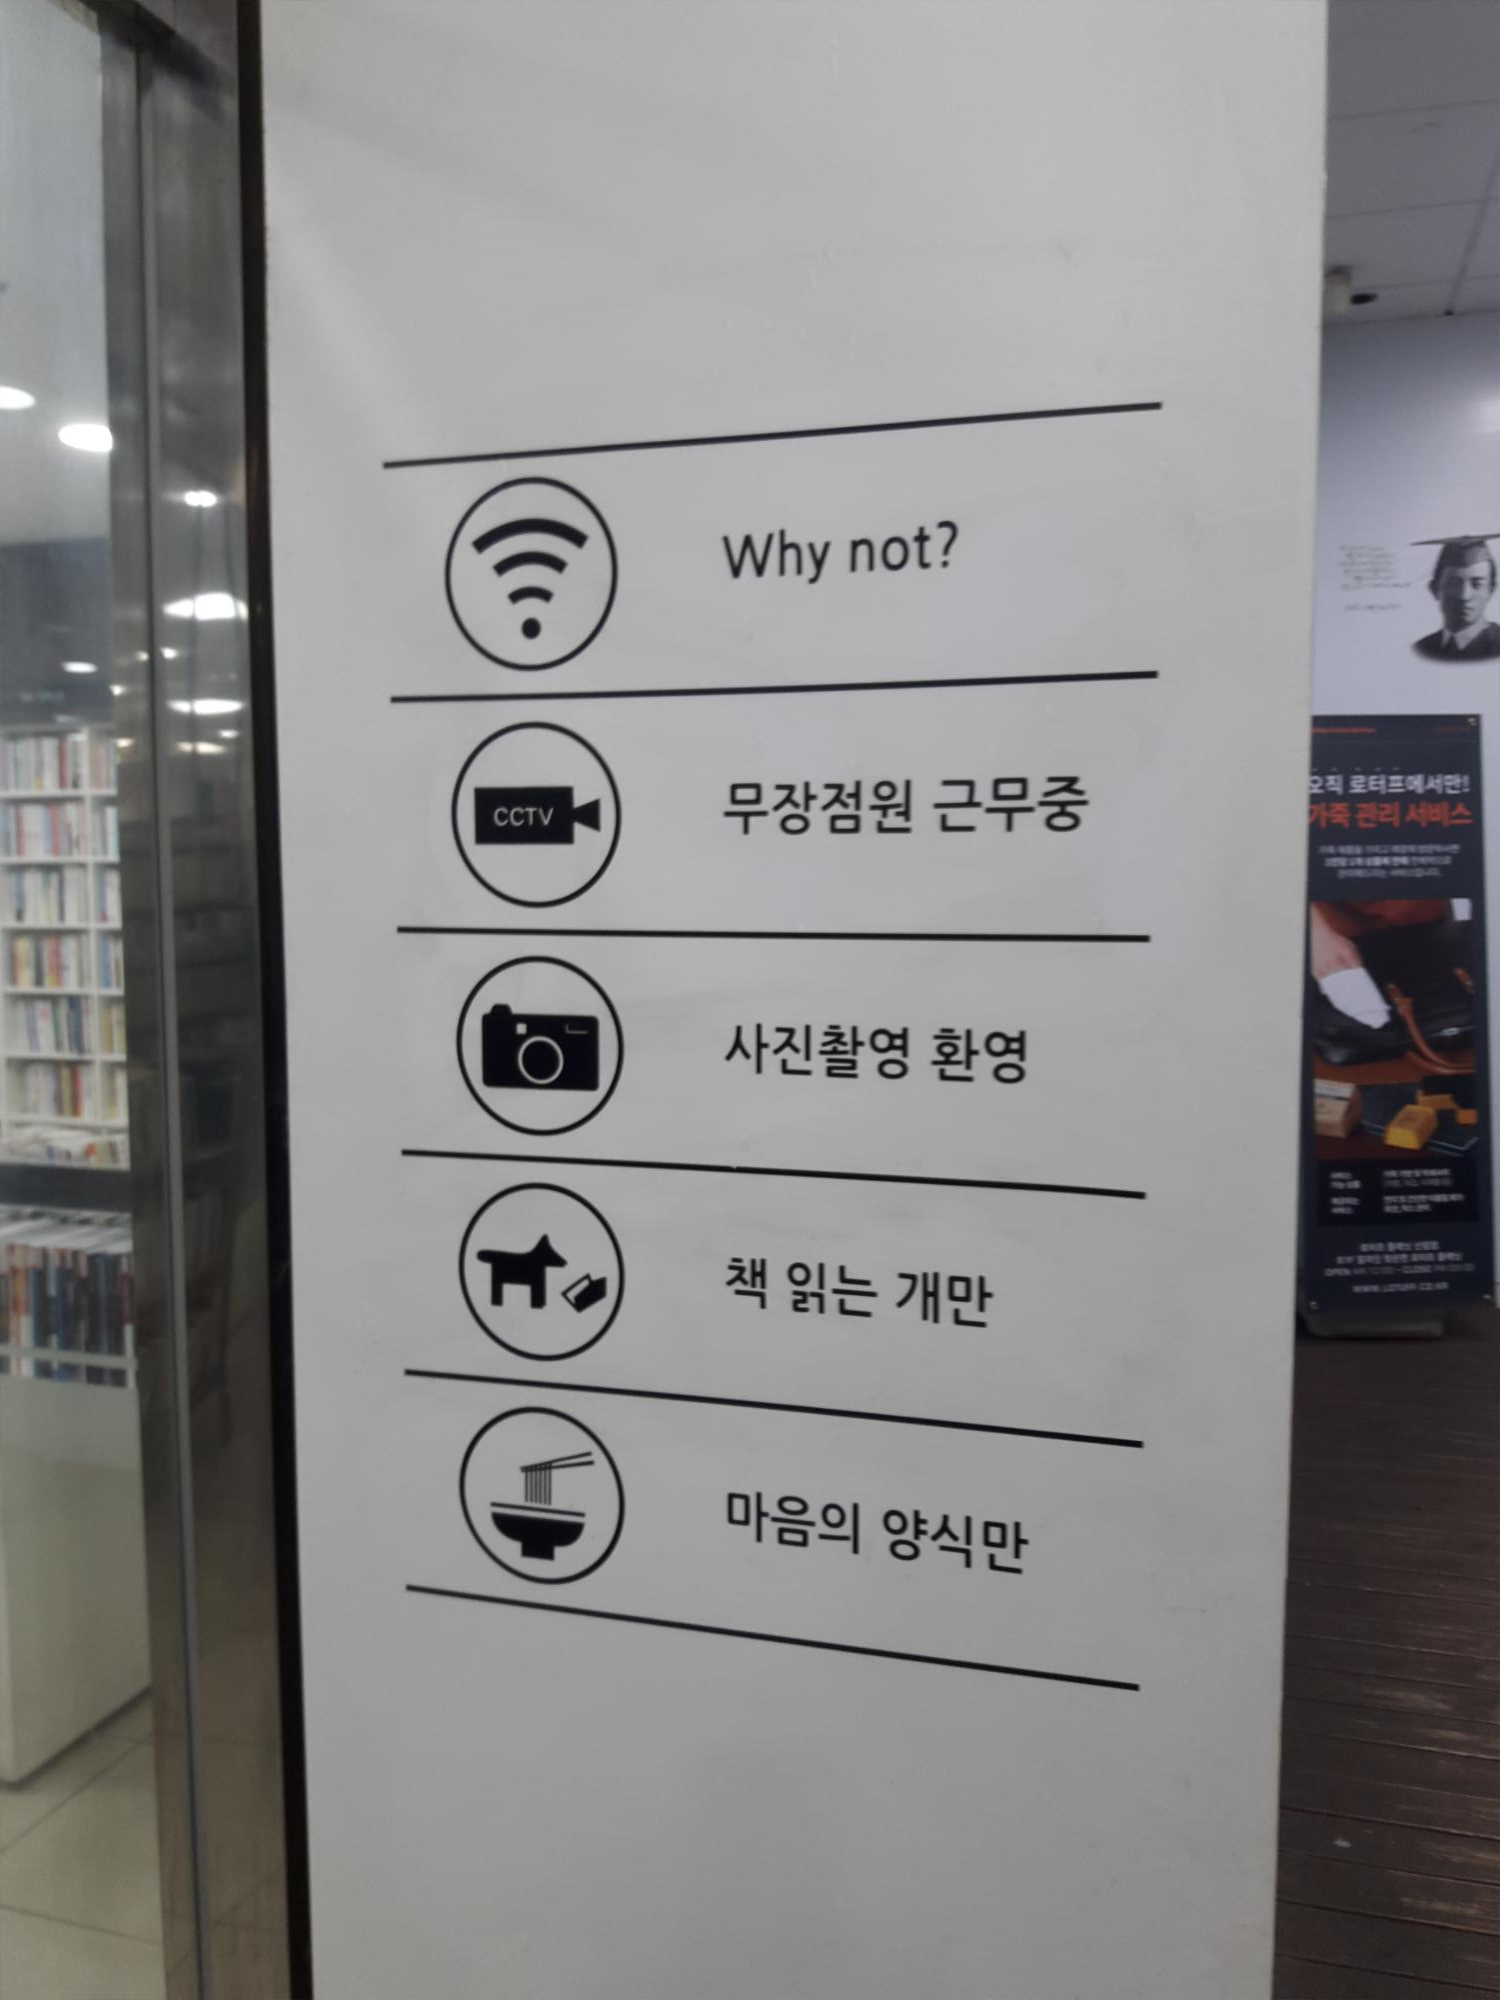 Why not?
CCTV
무장점원 근무중
사진촬영 환영
책 읽는 개만
마음의 양식만
오직 로터프에서만!
가죽 관리 서비스